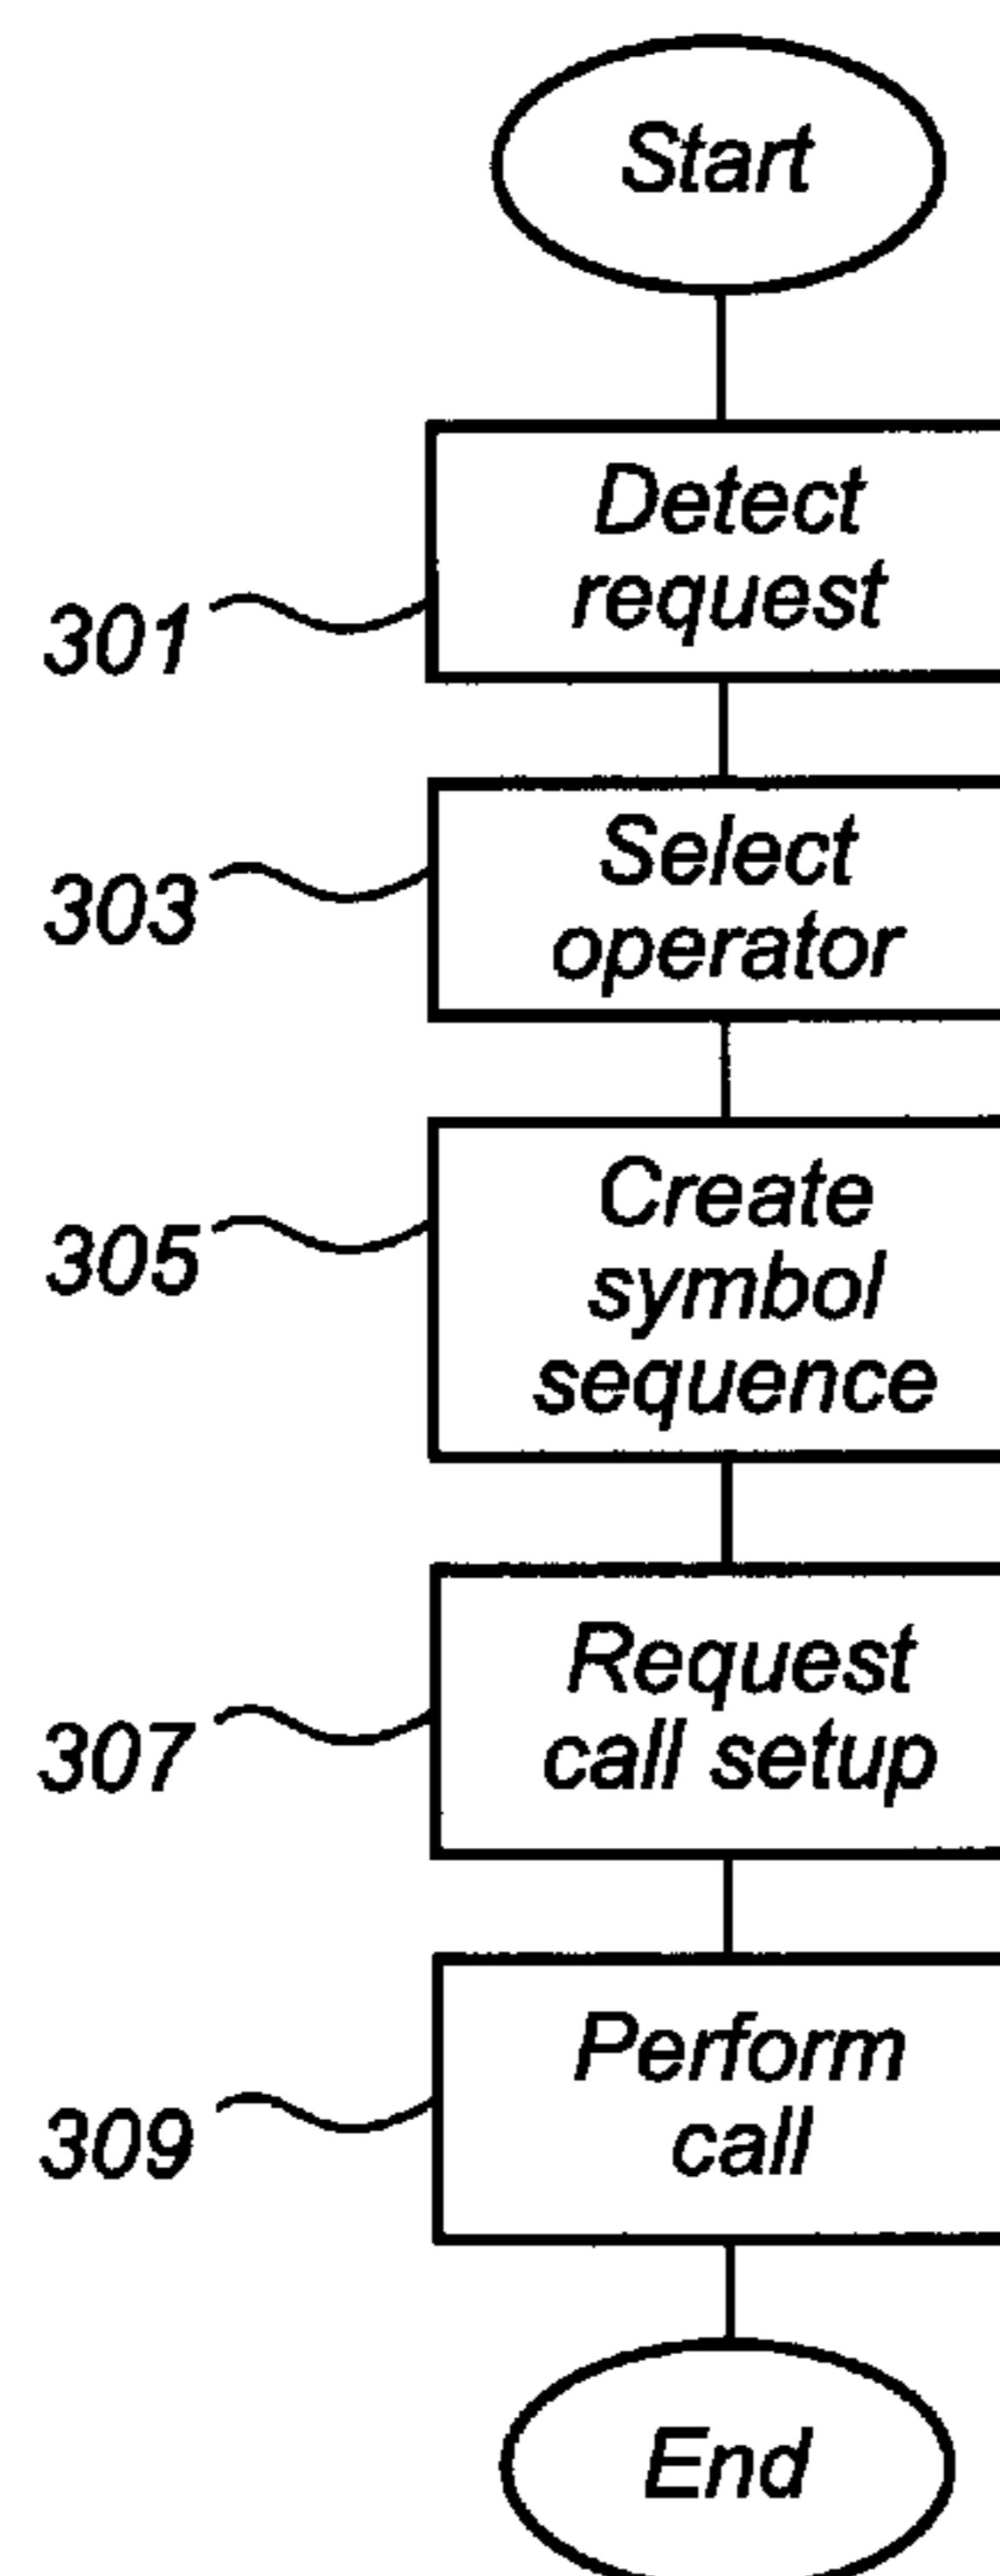 Start
Detect
request
301
Select
operator
303
Create
symbol
sequence
305
Request
call setup
307
Perform
call
309
End